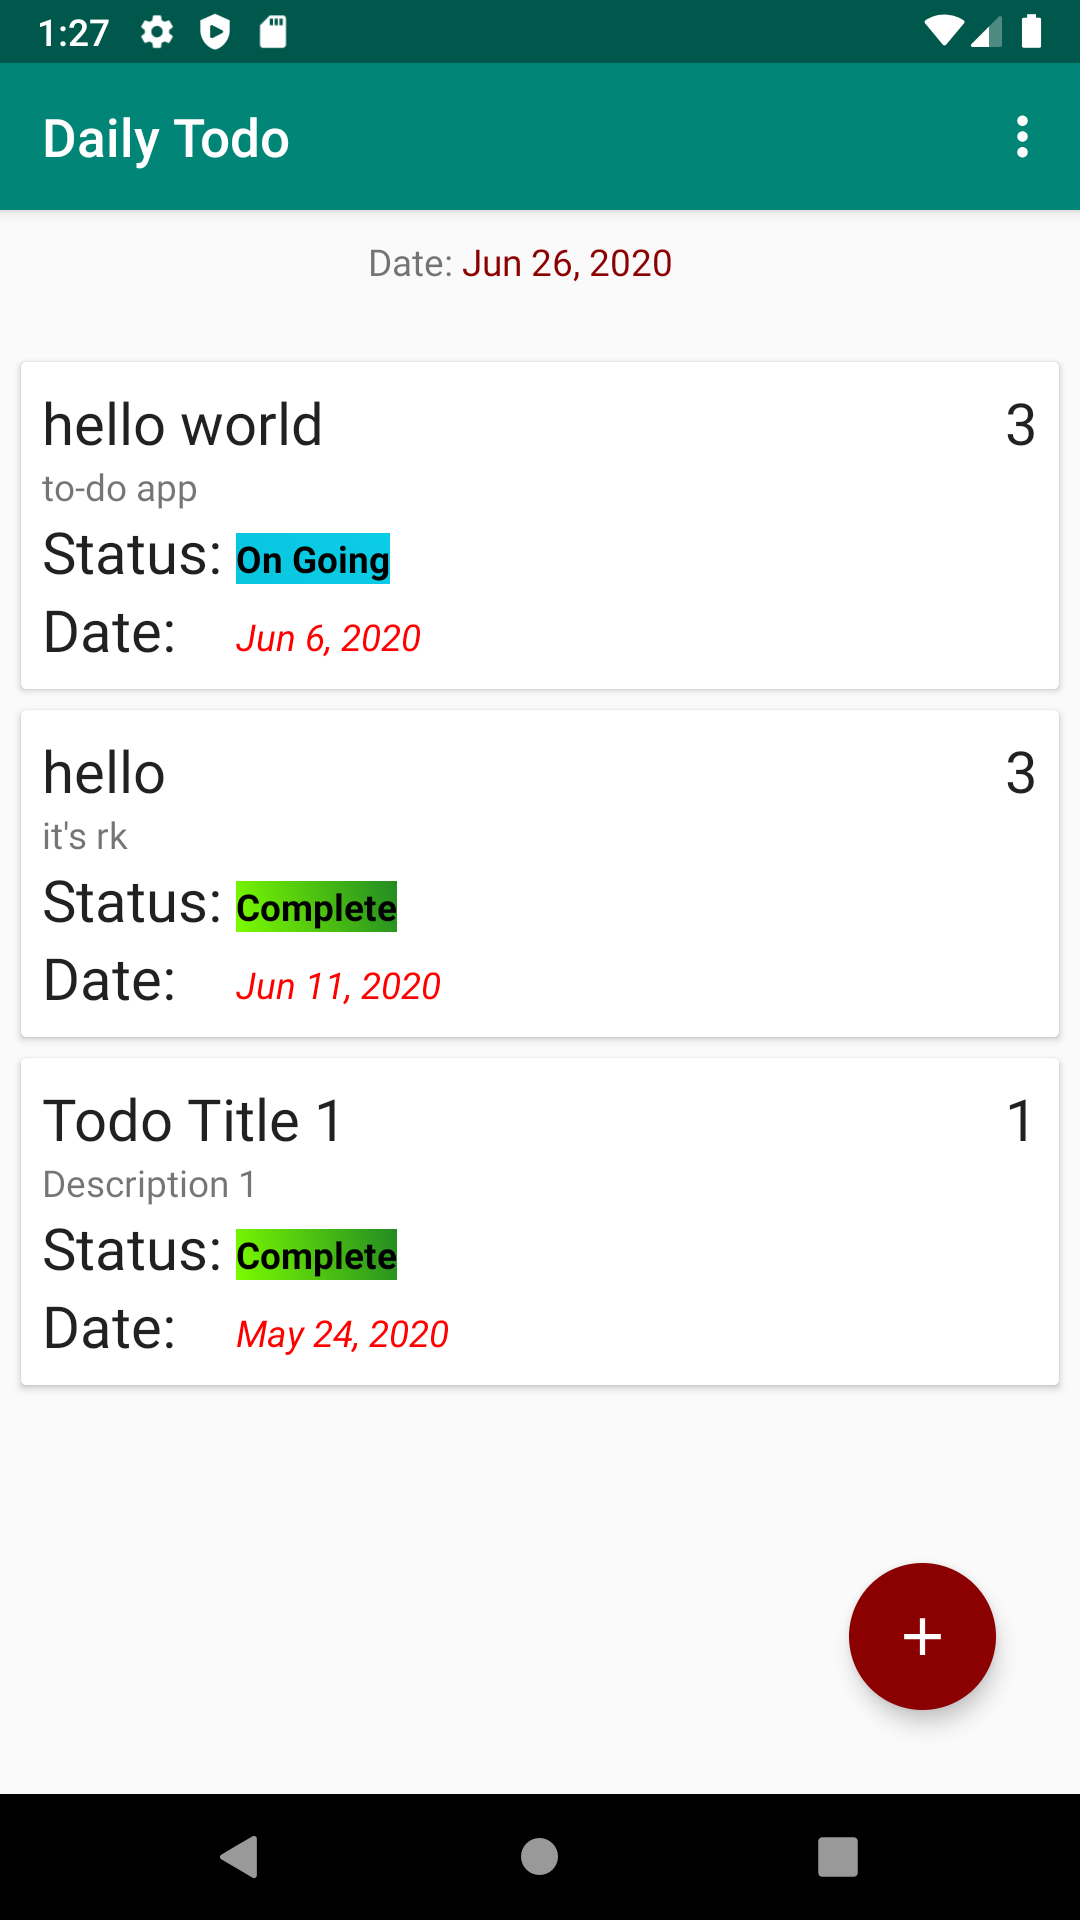 1:27
Daily Todo
Date: Jun 26, 2020
hello world 3
to-do app
Status: On Going
Date: Jun 6, 2020
hello 3
it's rk
Status: Complete
Date: Jun 11, 2020
Todo Title 1 1
Description 1
Status: Complete
Date: May 24, 2020